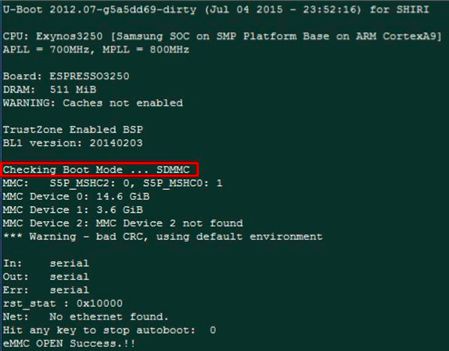 U-Boot 2012.07-g5a5dd69-dirty (Jul 04 2015 - 23:52:16) for SHIRI
CPU: Exynos3250 [Samsung SOC on SMP Platform Base on ARM CortexA9]
APLL = 700MHz, MPLL = 800MHz
Board: ESPRESSO3250
DRAM:  511 MiB
WARNING: Caches not enabled
TrustZone Enabled BSP
BL1 version: 20140203
Checking Boot Mode ... SDMMC
MMC:   S5P_MSHC2: 0, S5P_MSHC0: 1
MMC Device 0: 14.6 GiB
MMC Device 1: 3.6 GiB
MMC Device 2: MMC Device 2 not found
*** Warning - bad CRC, using default environment
In:    serial
Out:   serial
Err:   serial
rst_stat : 0x10000
Net:   No ethernet found.
Hit any key to stop autoboot:  0
eMMC OPEN Success.!!